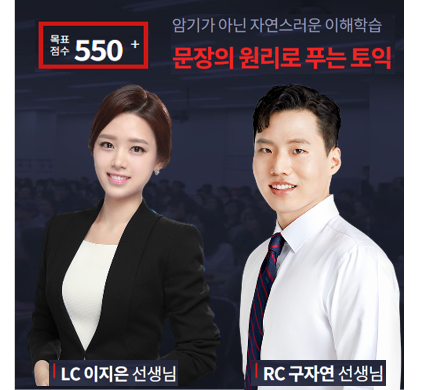 암기가 아닌 자연스러운 이해학습
목표
점수 550 +
문장의 원리로 푸는 토익
LC 이지은 선생님
RC 구자연 선생님